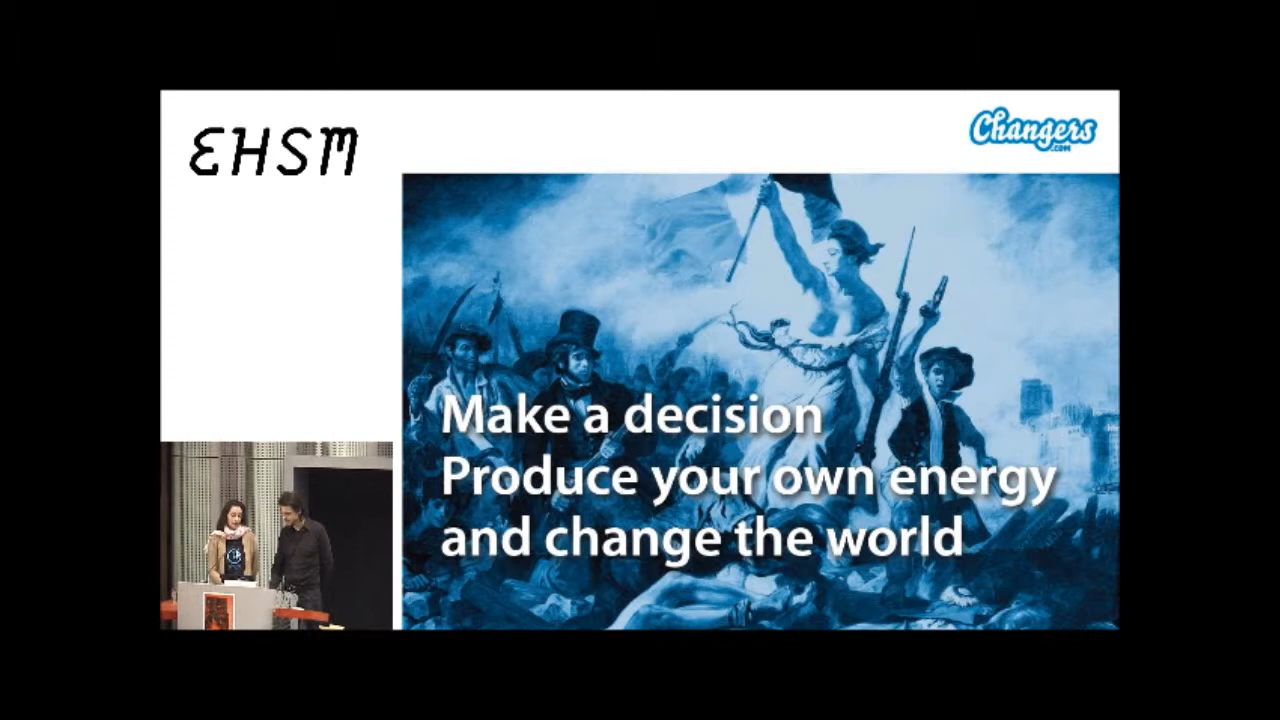 EHSM
Changers
.COM
Make a decision
Produce your own energy
and change the world